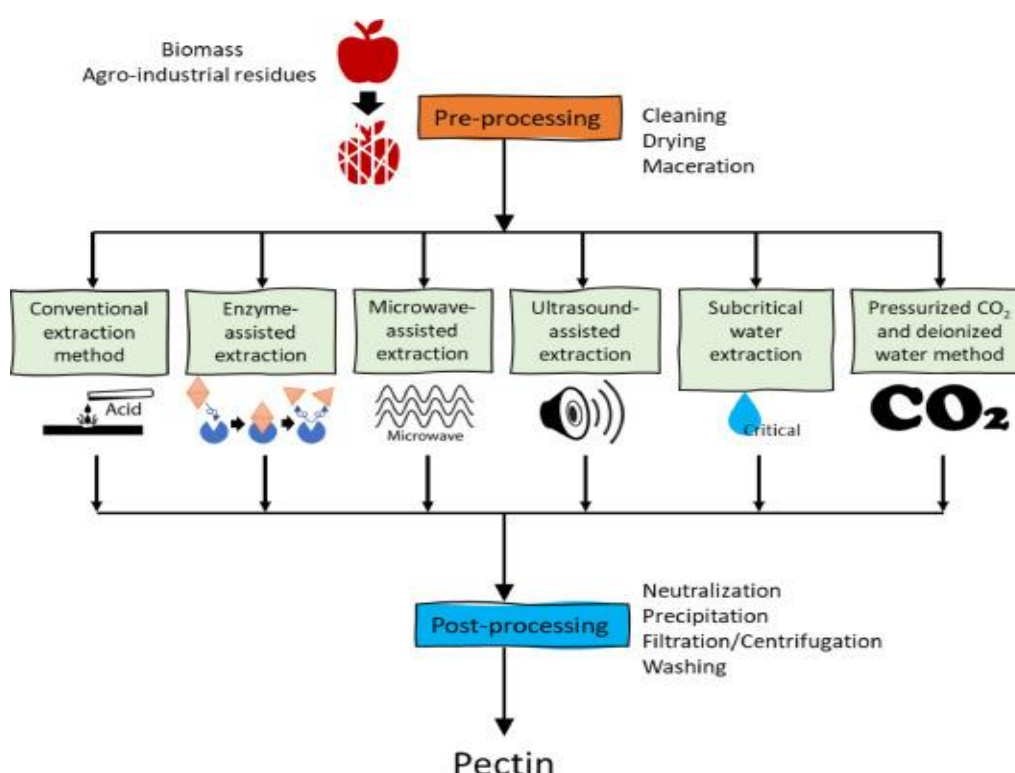 Biomass
Agro-industrial residues
Pre-processing
Cleaning
Drying
Maceration
Conventional
extraction
method
Enzyme-
assisted
extraction
Microwave-
assisted
extraction
Ultrasound-
assisted
extraction
Subcritical
water
extraction
Pressurized CO₂
and deionized
water method
Acid
Microwave
Critical
CO₂
Post-processing
Neutralization
Precipitation
Filtration/Centrifugation
Washing
Pectin